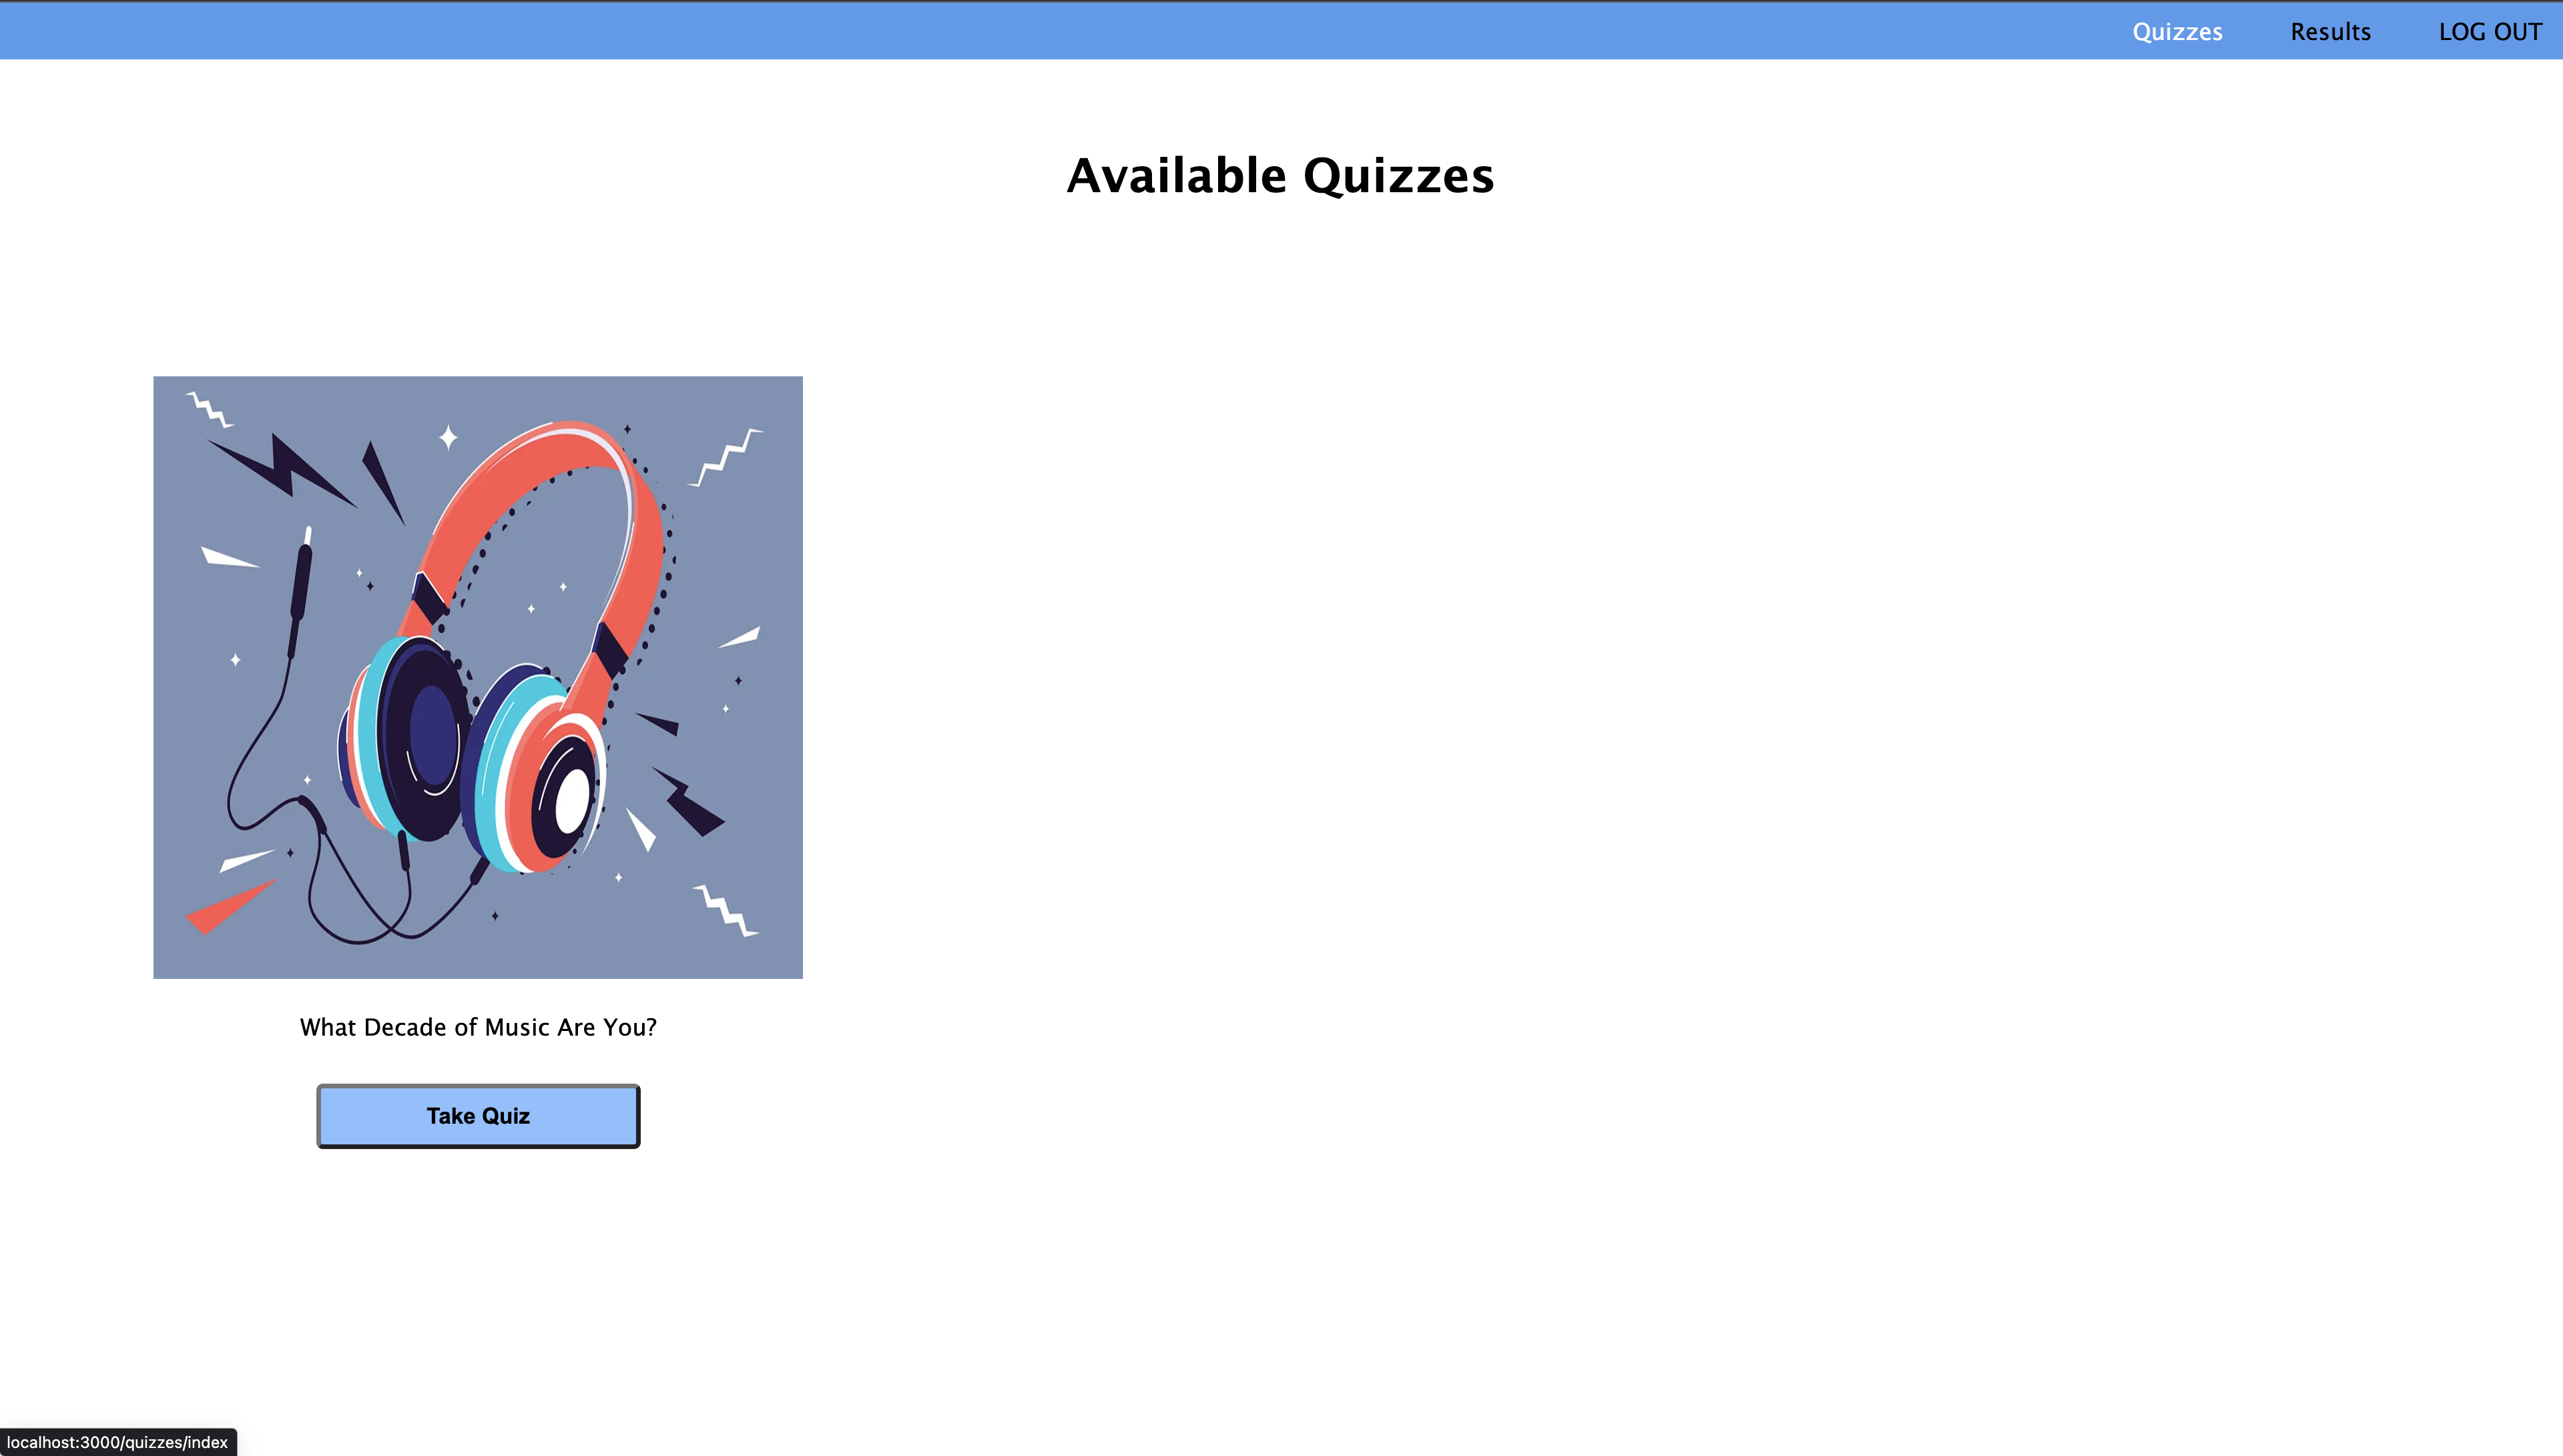 Quizzes Results LOG OUT
Available Quizzes
What Decade of Music Are You?
Take Quiz
localhost:3000/quizzes/index